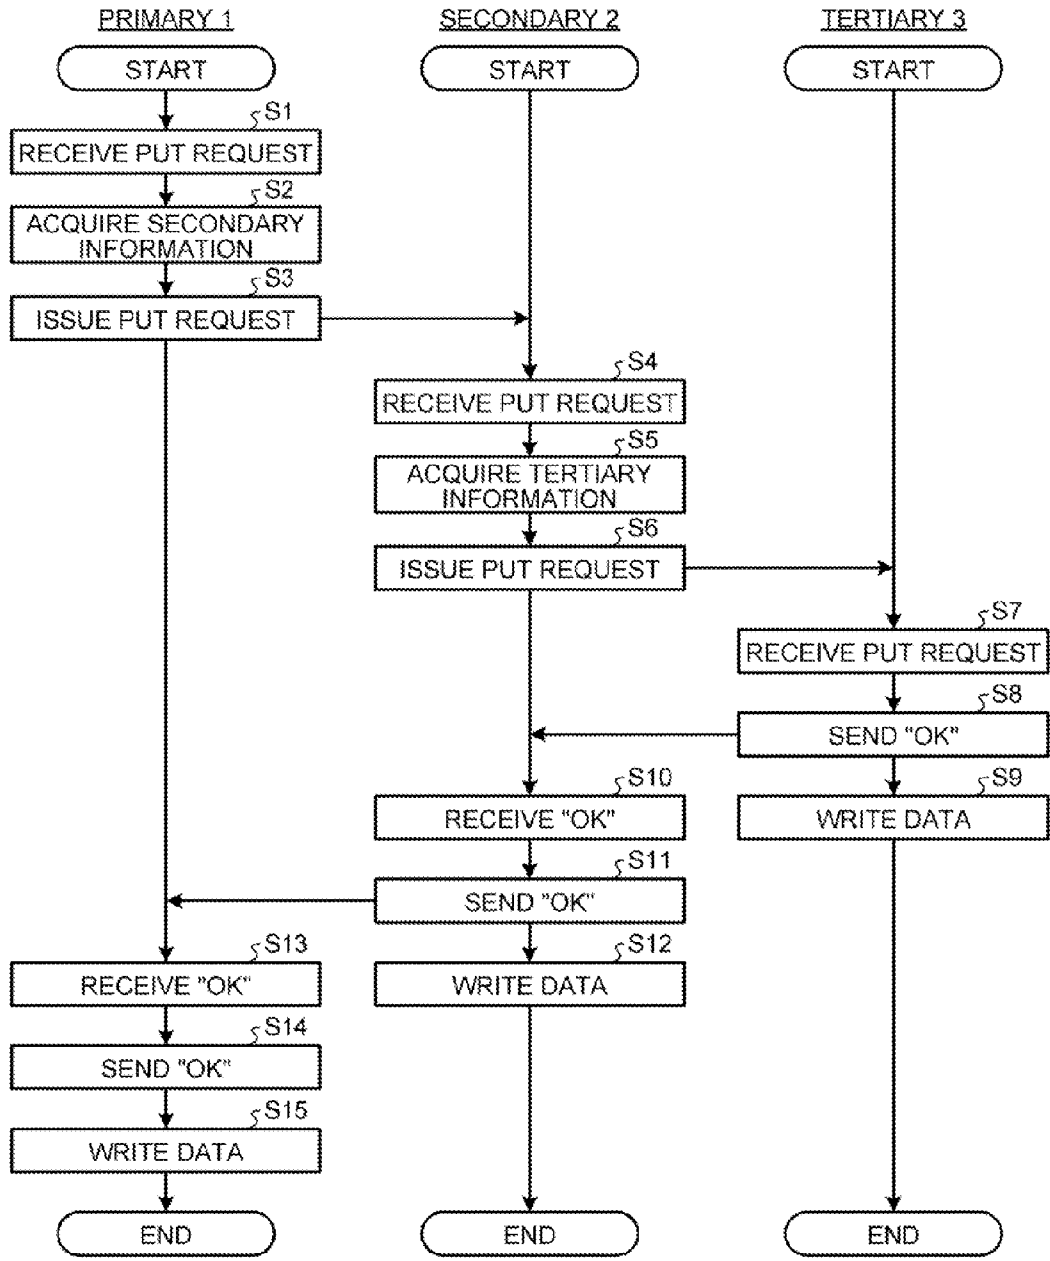 PRIMARY 1
SECONDARY 2
TERTIARY 3
START
START
START
S1
RECEIVE PUT REQUEST
S2
ACQUIRE SECONDARY
INFORMATION
S3
ISSUE PUT REQUEST
S4
RECEIVE PUT REQUEST
S5
ACQUIRE TERTIARY
INFORMATION
S6
ISSUE PUT REQUEST
S7
RECEIVE PUT REQUEST
S8
SEND "OK"
S9
WRITE DATA
S10
RECEIVE "OK"
S11
SEND "OK"
S12
WRITE DATA
S13
RECEIVE "OK"
S14
SEND "OK"
S15
WRITE DATA
END
END
END